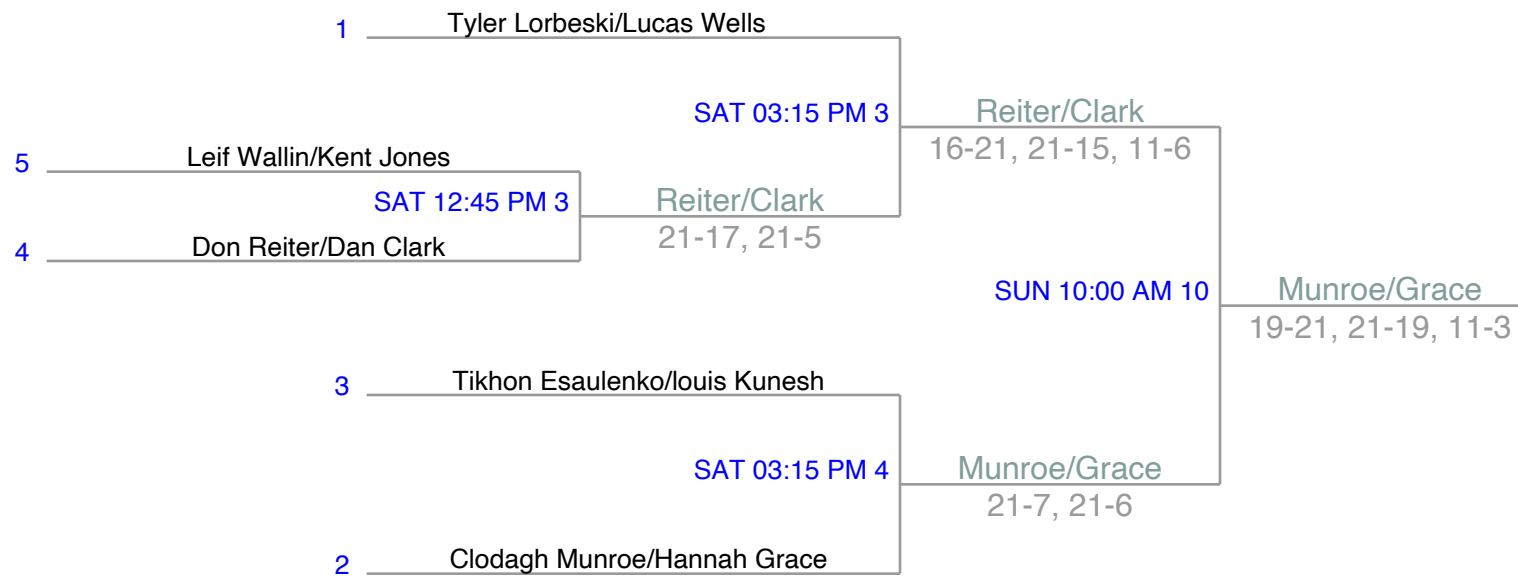 1 Tyler Lorbeski/Lucas Wells
SAT 03:15 PM 3
Reiter/Clark
16-21, 21-15, 11-6
5 Leif Wallin/Kent Jones
SAT 12:45 PM 3
Reiter/Clark
21-17, 21-5
4 Don Reiter/Dan Clark
SUN 10:00 AM 10
Munroe/Grace
19-21, 21-19, 11-3
3 Tikhon Esaulenko/louis Kunesh
SAT 03:15 PM 4
Munroe/Grace
21-7, 21-6
2 Clodagh Munroe/Hannah Grace